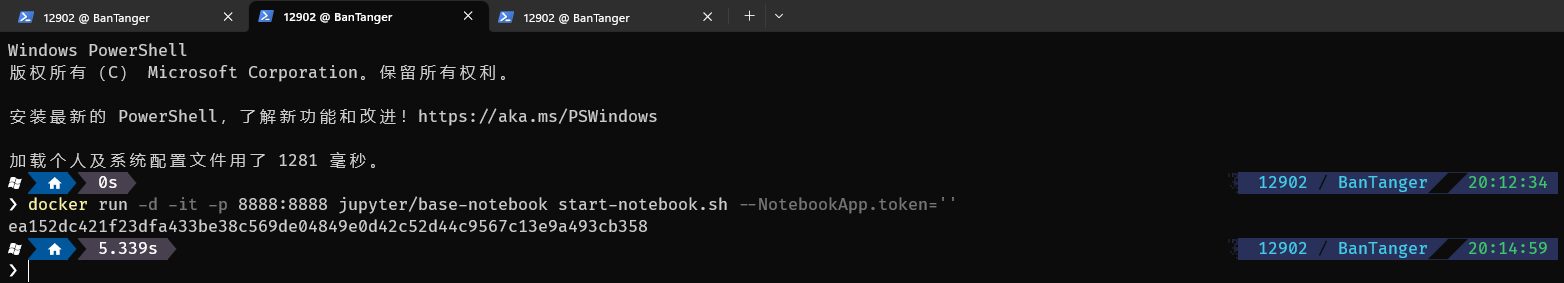 12902 @ BanTanger
12902 @ BanTanger
12902 @ BanTanger
Windows PowerShell
版权所有 (C) Microsoft Corporation。保留所有权利。
安装最新的 PowerShell，了解新功能和改进！https://aka.ms/PSWindows
加载个人及系统配置文件用了 1281 毫秒。
0s 12902 / BanTanger 20:12:34
❯ docker run -d -it -p 8888:8888 jupyter/base-notebook start-notebook.sh --NotebookApp.token=''
ea152dc421f23dfa433be38c569de04849e0d42c52d44c9567c13e9a493cb358
5.339s 12902 / BanTanger 20:14:59
❯